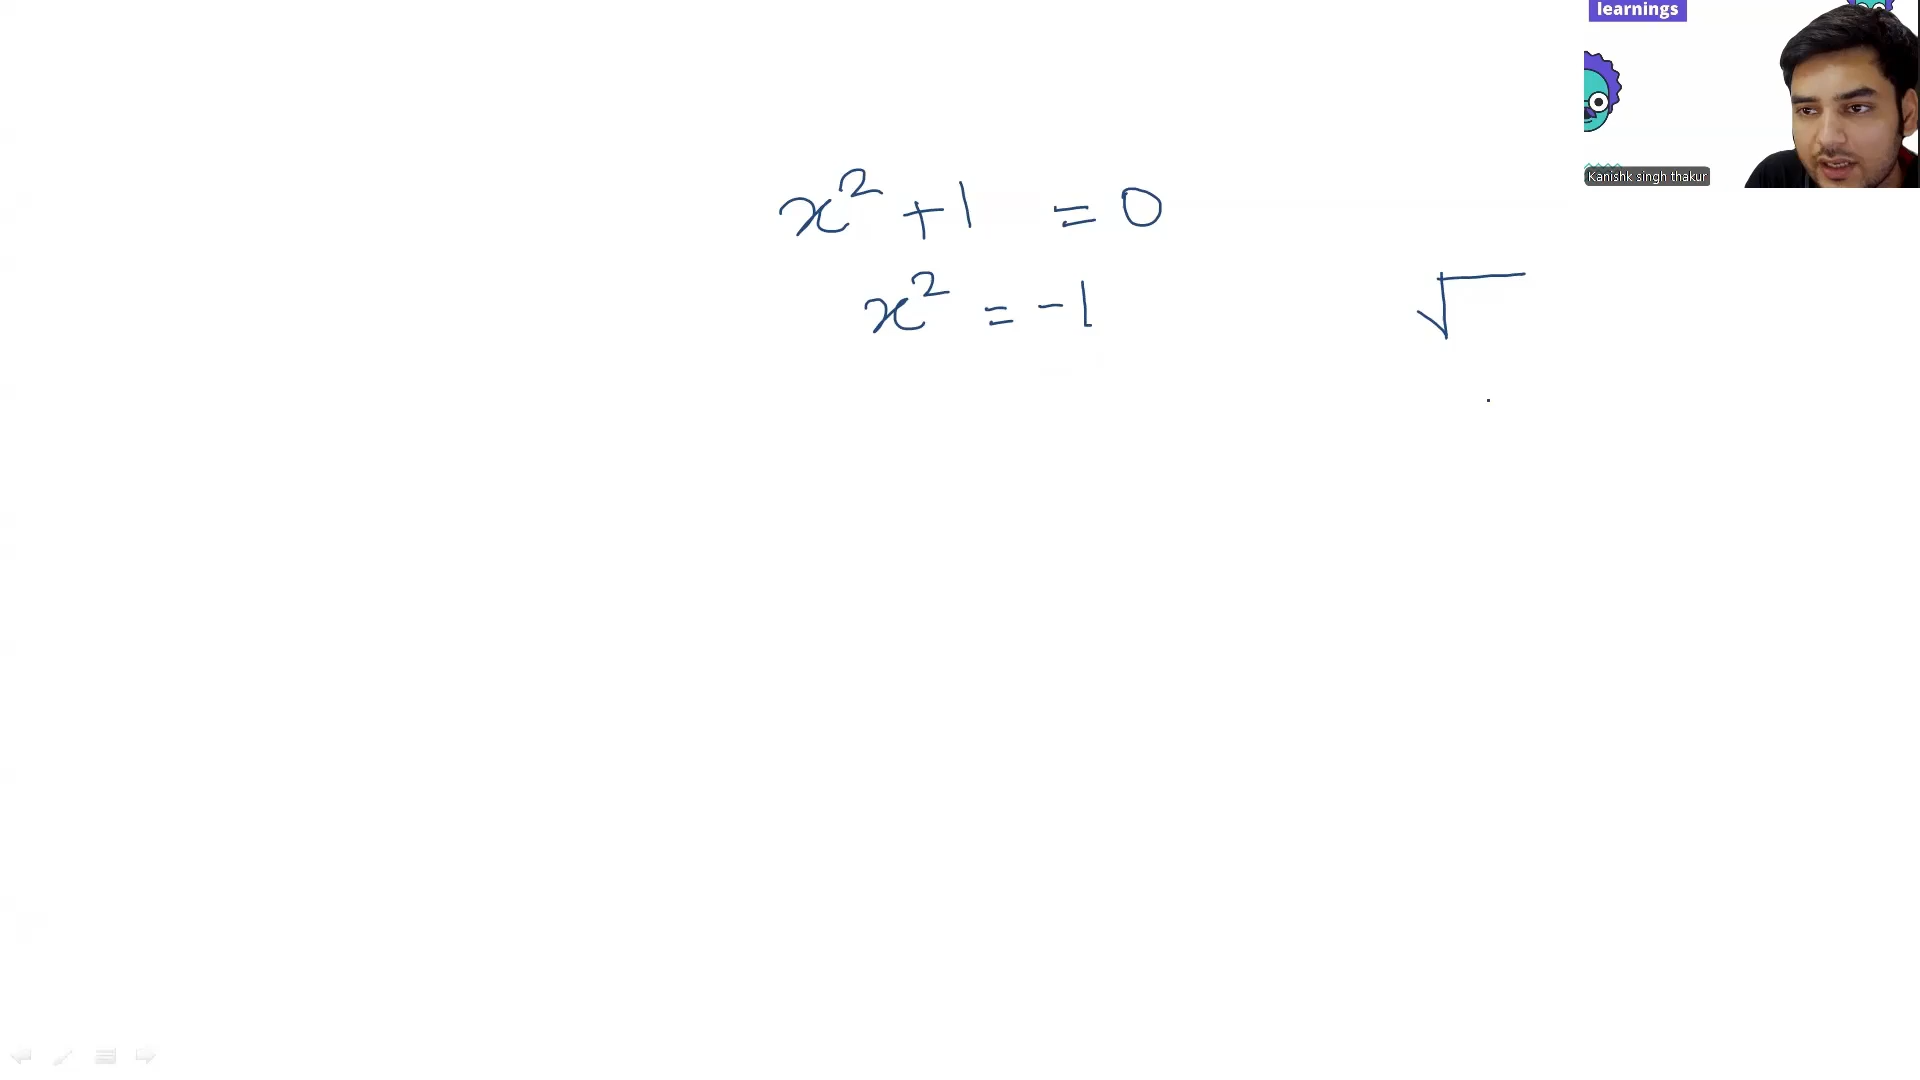 learnings
Kanishk singh thakur
x² + 1 = 0
x² = -1
√